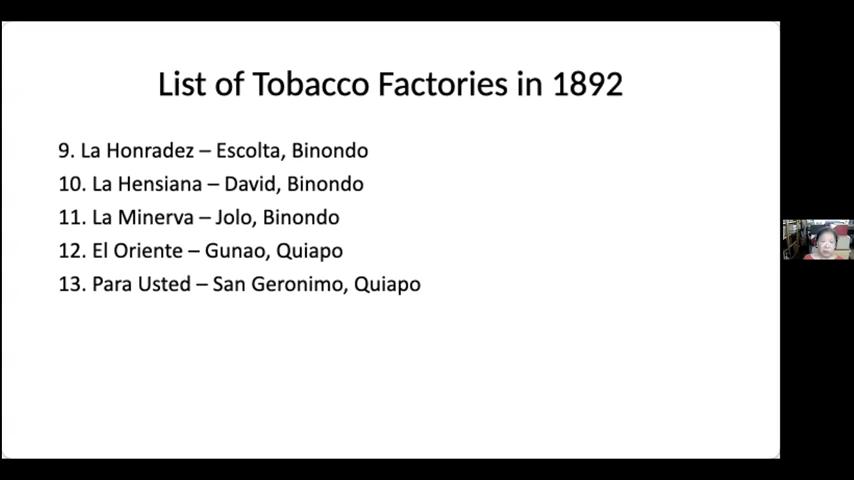 List of Tobacco Factories in 1892
9. La Honradez – Escolta, Binondo
10. La Hensiana – David, Binondo
11. La Minerva – Jolo, Binondo
12. El Oriente – Gunao, Quiapo
13. Para Usted – San Geronimo, Quiapo